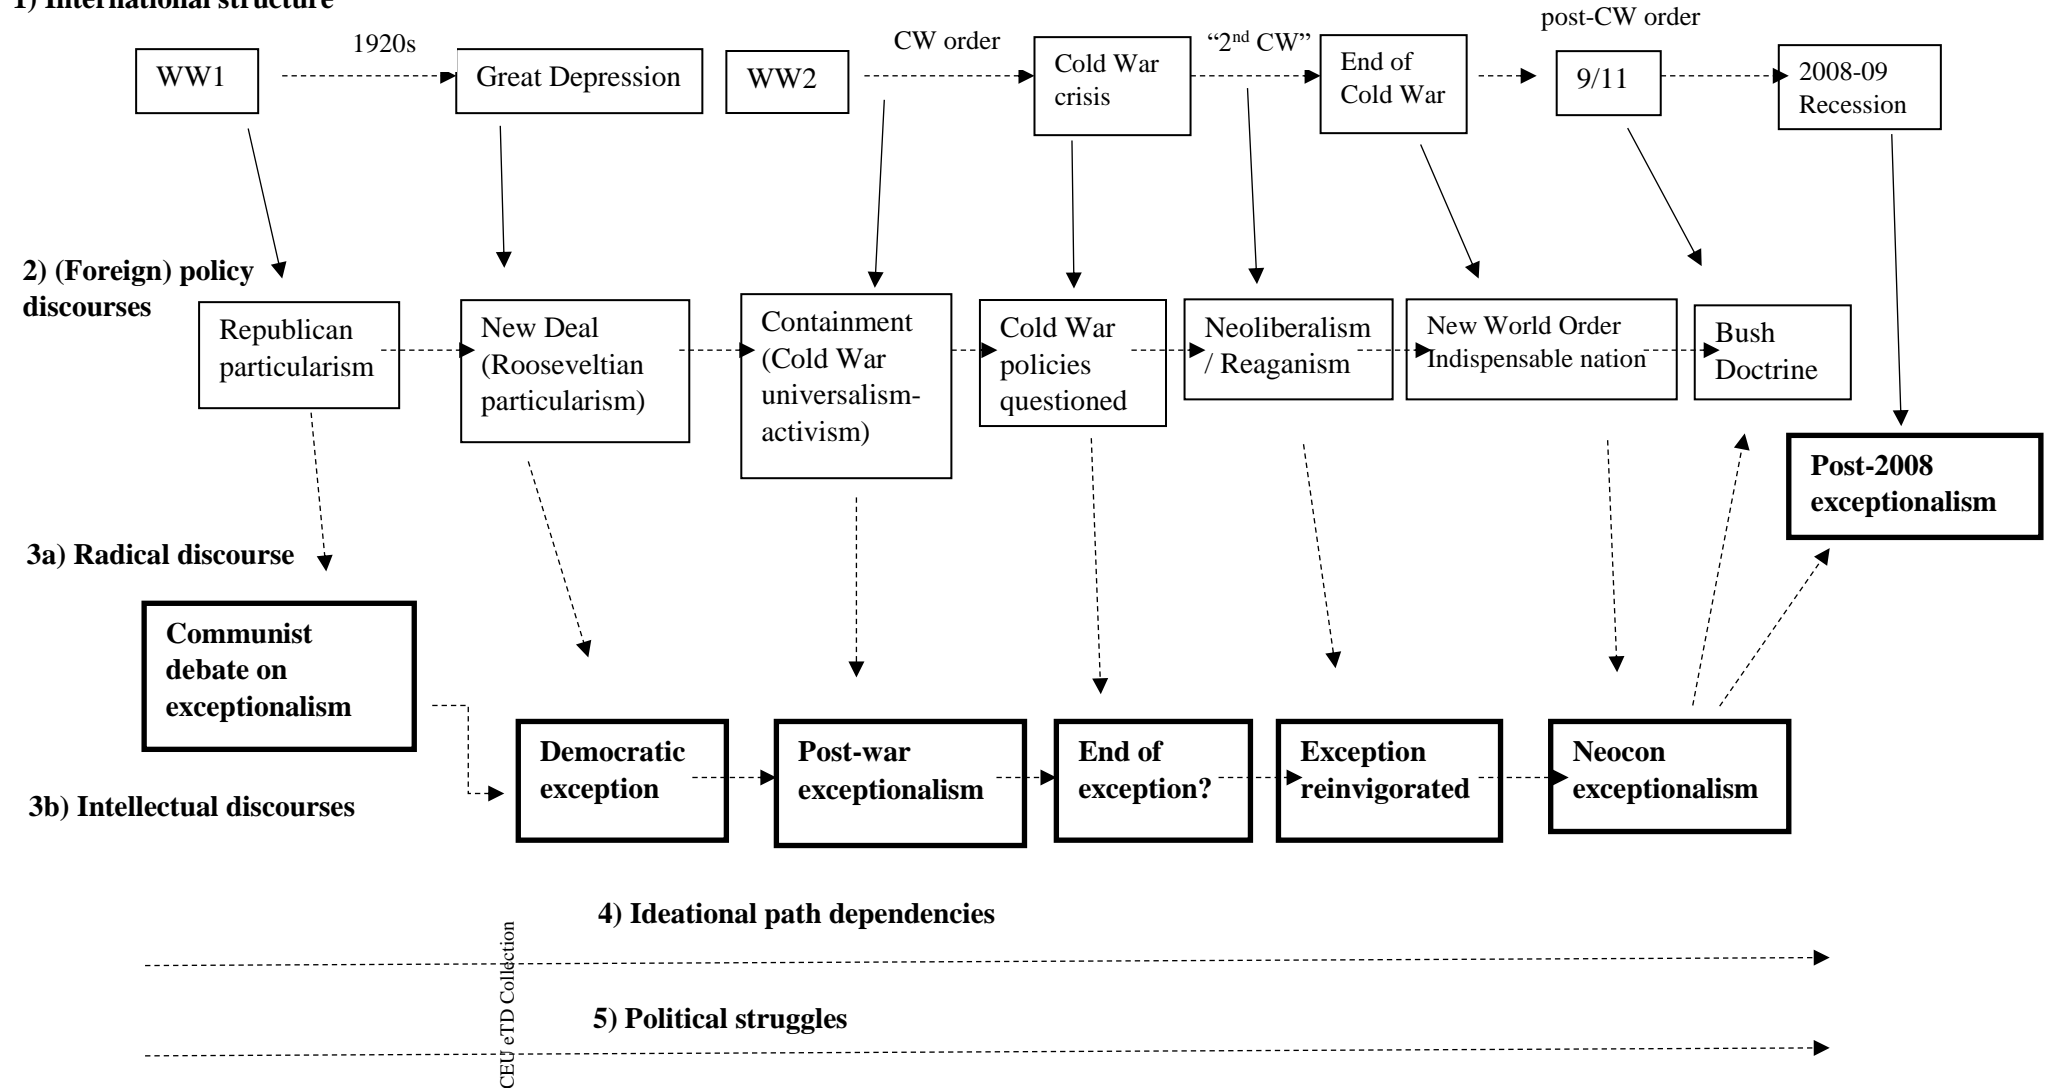 1) International structure
post-CW order
1920s
CW order
“2nd CW”
WW1
Great Depression
WW2
Cold War
crisis
End of
Cold War
9/11
2008-09
Recession
2) (Foreign) policy
discourses
Republican
particularism
New Deal
(Rooseveltian
particularism)
Containment
(Cold War
universalism-
activism)
Cold War
policies
questioned
Neoliberalism
/ Reaganism
New World Order
Indispensable nation
Bush
Doctrine
Post-2008
exceptionalism
3a) Radical discourse
Communist
debate on
exceptionalism
Democratic
exception
Post-war
exceptionalism
End of
exception?
Exception
reinvigorated
Neocon
exceptionalism
3b) Intellectual discourses
4) Ideational path dependencies
5) Political struggles
CEU eTD Collection